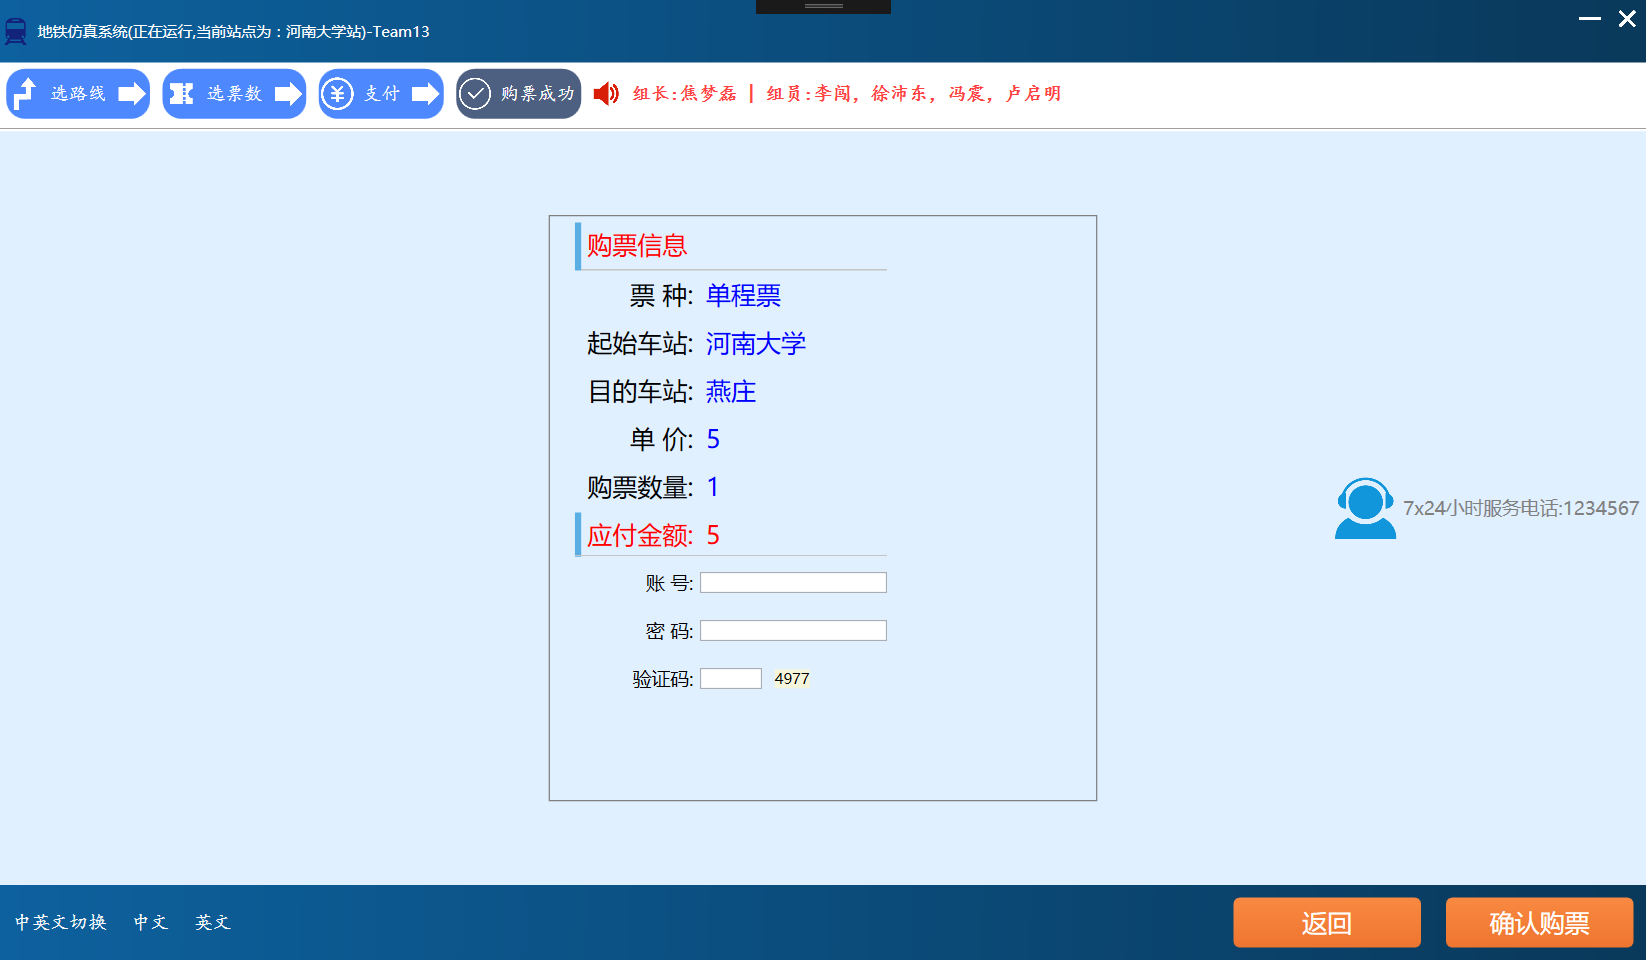 地铁仿真系统(正在运行,当前站点为：河南大学站)-Team13
选路线 选票数 支付 购票成功 组长:焦梦磊 | 组员:李闯，徐沛东，冯震，卢启明
购票信息
票 种: 单程票
起始车站: 河南大学
目的车站: 燕庄
单 价: 5
购票数量: 1
7x24小时服务电话:1234567
应付金额: 5
账 号:
密 码:
验证码: 4977
中英文切换 中文 英文 返回 确认购票